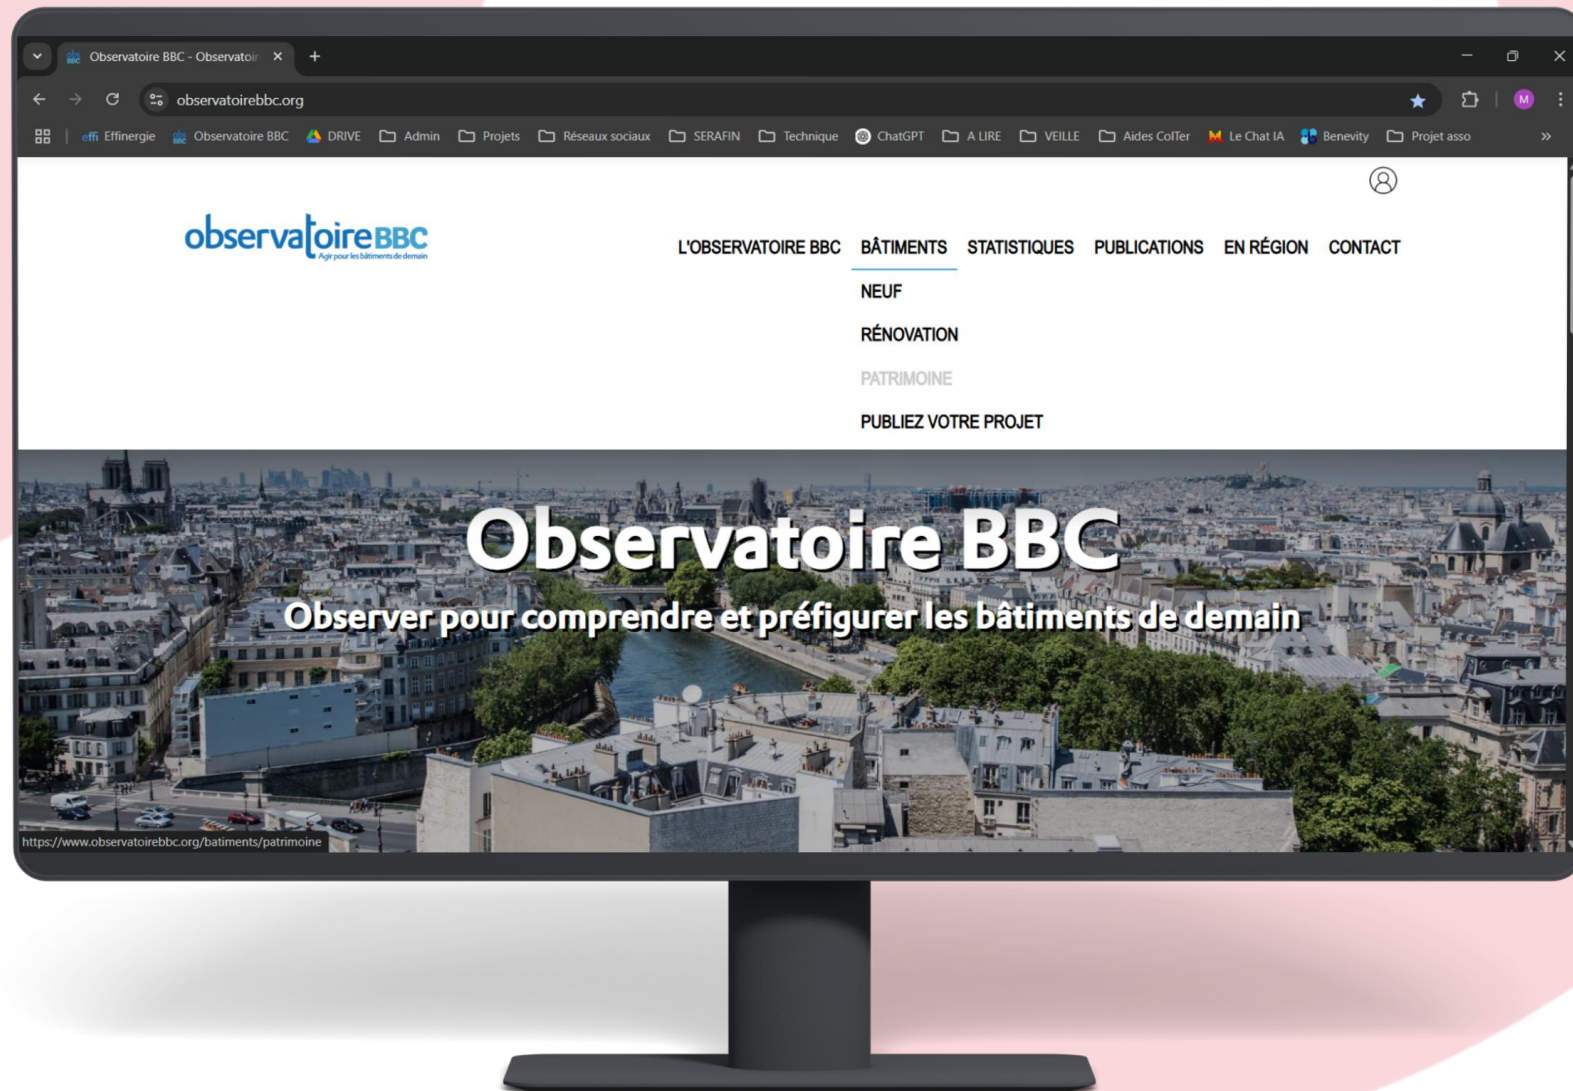 Observatoire BBC - Observatoir
observatoirebbc.org
effi Effinergie Observatoire BBC DRIVE Admin Projets Réseaux sociaux SERAFIN Technique ChatGPT A LIRE VEILLE Aides ColTer Le Chat IA Benevity Projet asso »
M
observatoire BBC
Agir pour les bâtiments de demain
L'OBSERVATOIRE BBC BÂTIMENTS STATISTIQUES PUBLICATIONS EN RÉGION CONTACT
NEUF
RÉNOVATION
PATRIMOINE
PUBLIEZ VOTRE PROJET
Observatoire BBC
Observer pour comprendre et préfigurer les bâtiments de demain
https://www.observatoirebbc.org/batiments/patrimoine